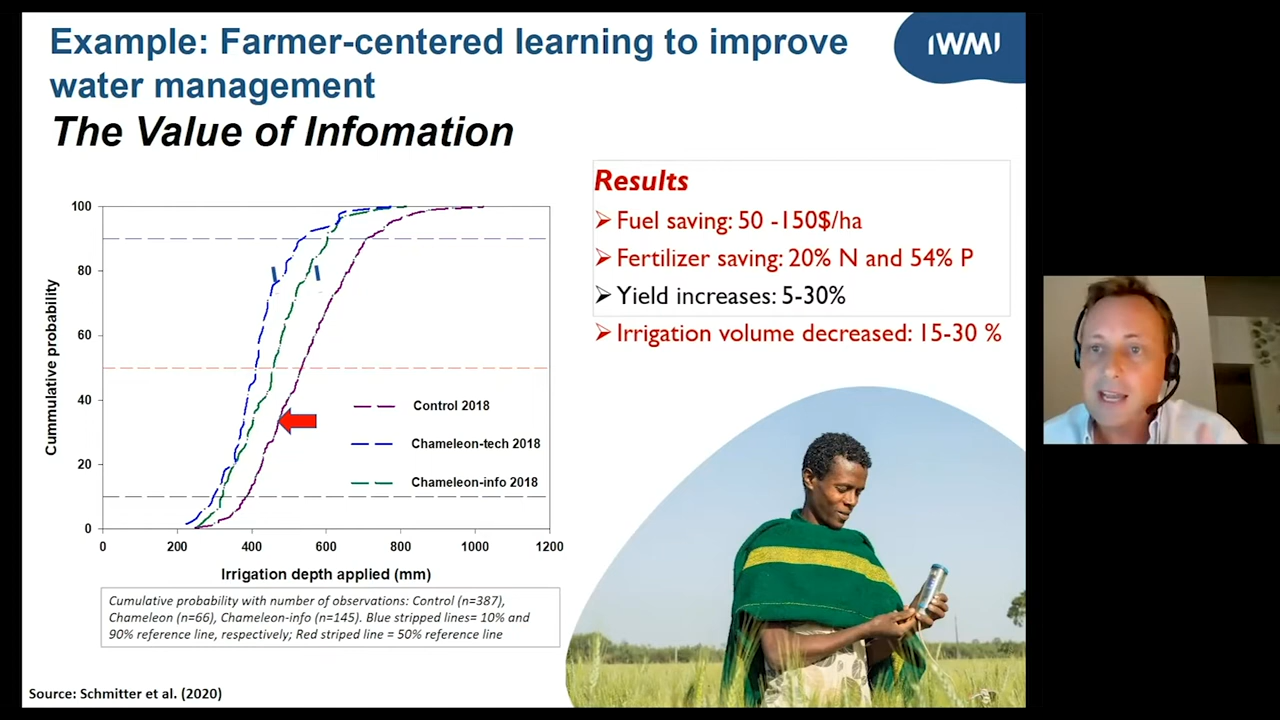 Example: Farmer-centered learning to improve
water management
The Value of Infomation
IWMI
Results
Fuel saving: 50 -150$/ha
Fertilizer saving: 20% N and 54% P
Yield increases: 5-30%
Irrigation volume decreased: 15-30 %
Cummulative probability
100
80
60
40
20
0
Control 2018
Chameleon-tech 2018
Chameleon-info 2018
0 200 400 600 800 1000 1200
Irrigation depth applied (mm)
Cumulative probability with number of observations: Control (n=387),
Chameleon (n=66), Chameleon-info (n=145). Blue stripped lines= 10% and
90% reference line, respectively; Red striped line = 50% reference line
Source: Schmitter et al. (2020)